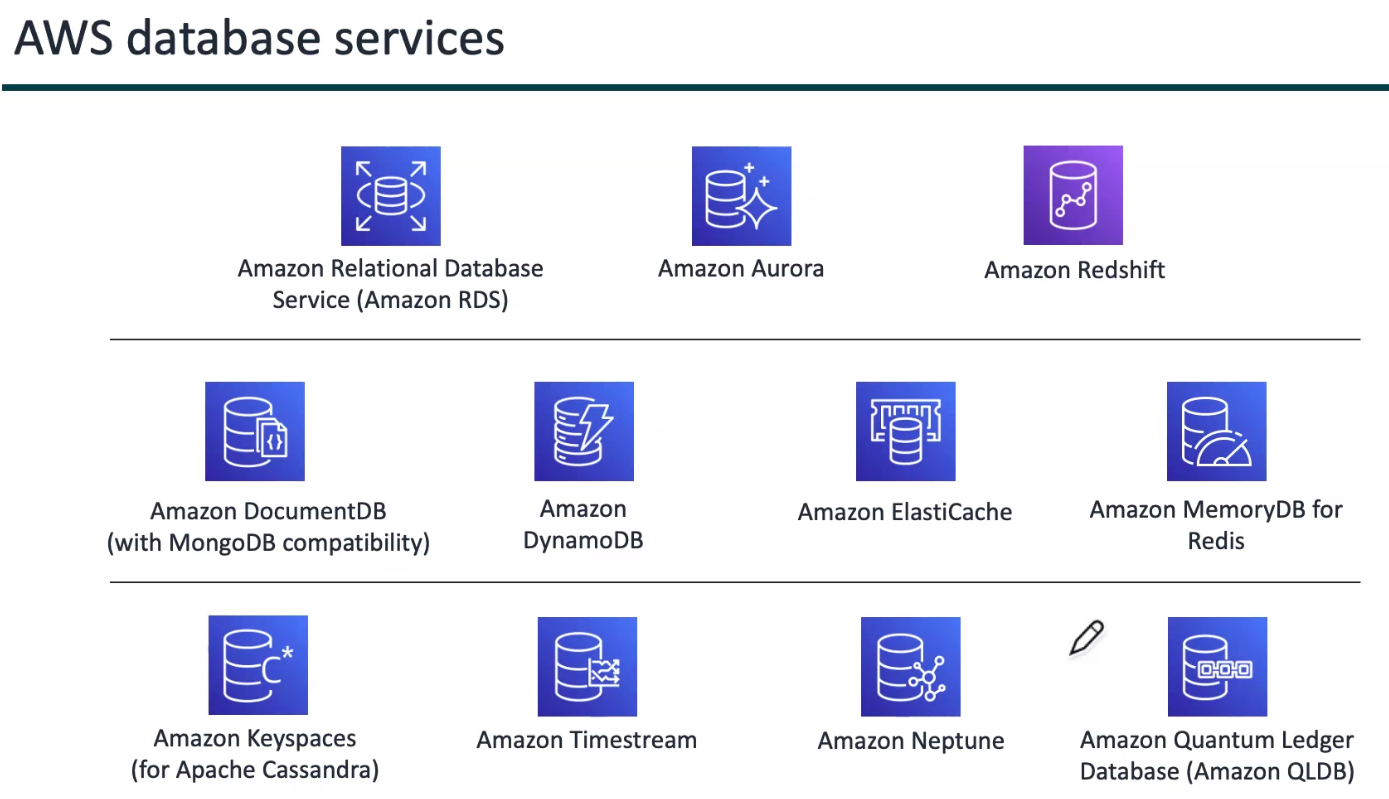 AWS database services
Amazon Relational Database
Service (Amazon RDS)
Amazon Aurora
Amazon Redshift
Amazon DocumentDB
(with MongoDB compatibility)
Amazon
DynamoDB
Amazon ElastiCache
Amazon MemoryDB for
Redis
C*
Amazon Keyspaces
(for Apache Cassandra)
Amazon Timestream
Amazon Neptune
Amazon Quantum Ledger
Database (Amazon QLDB)